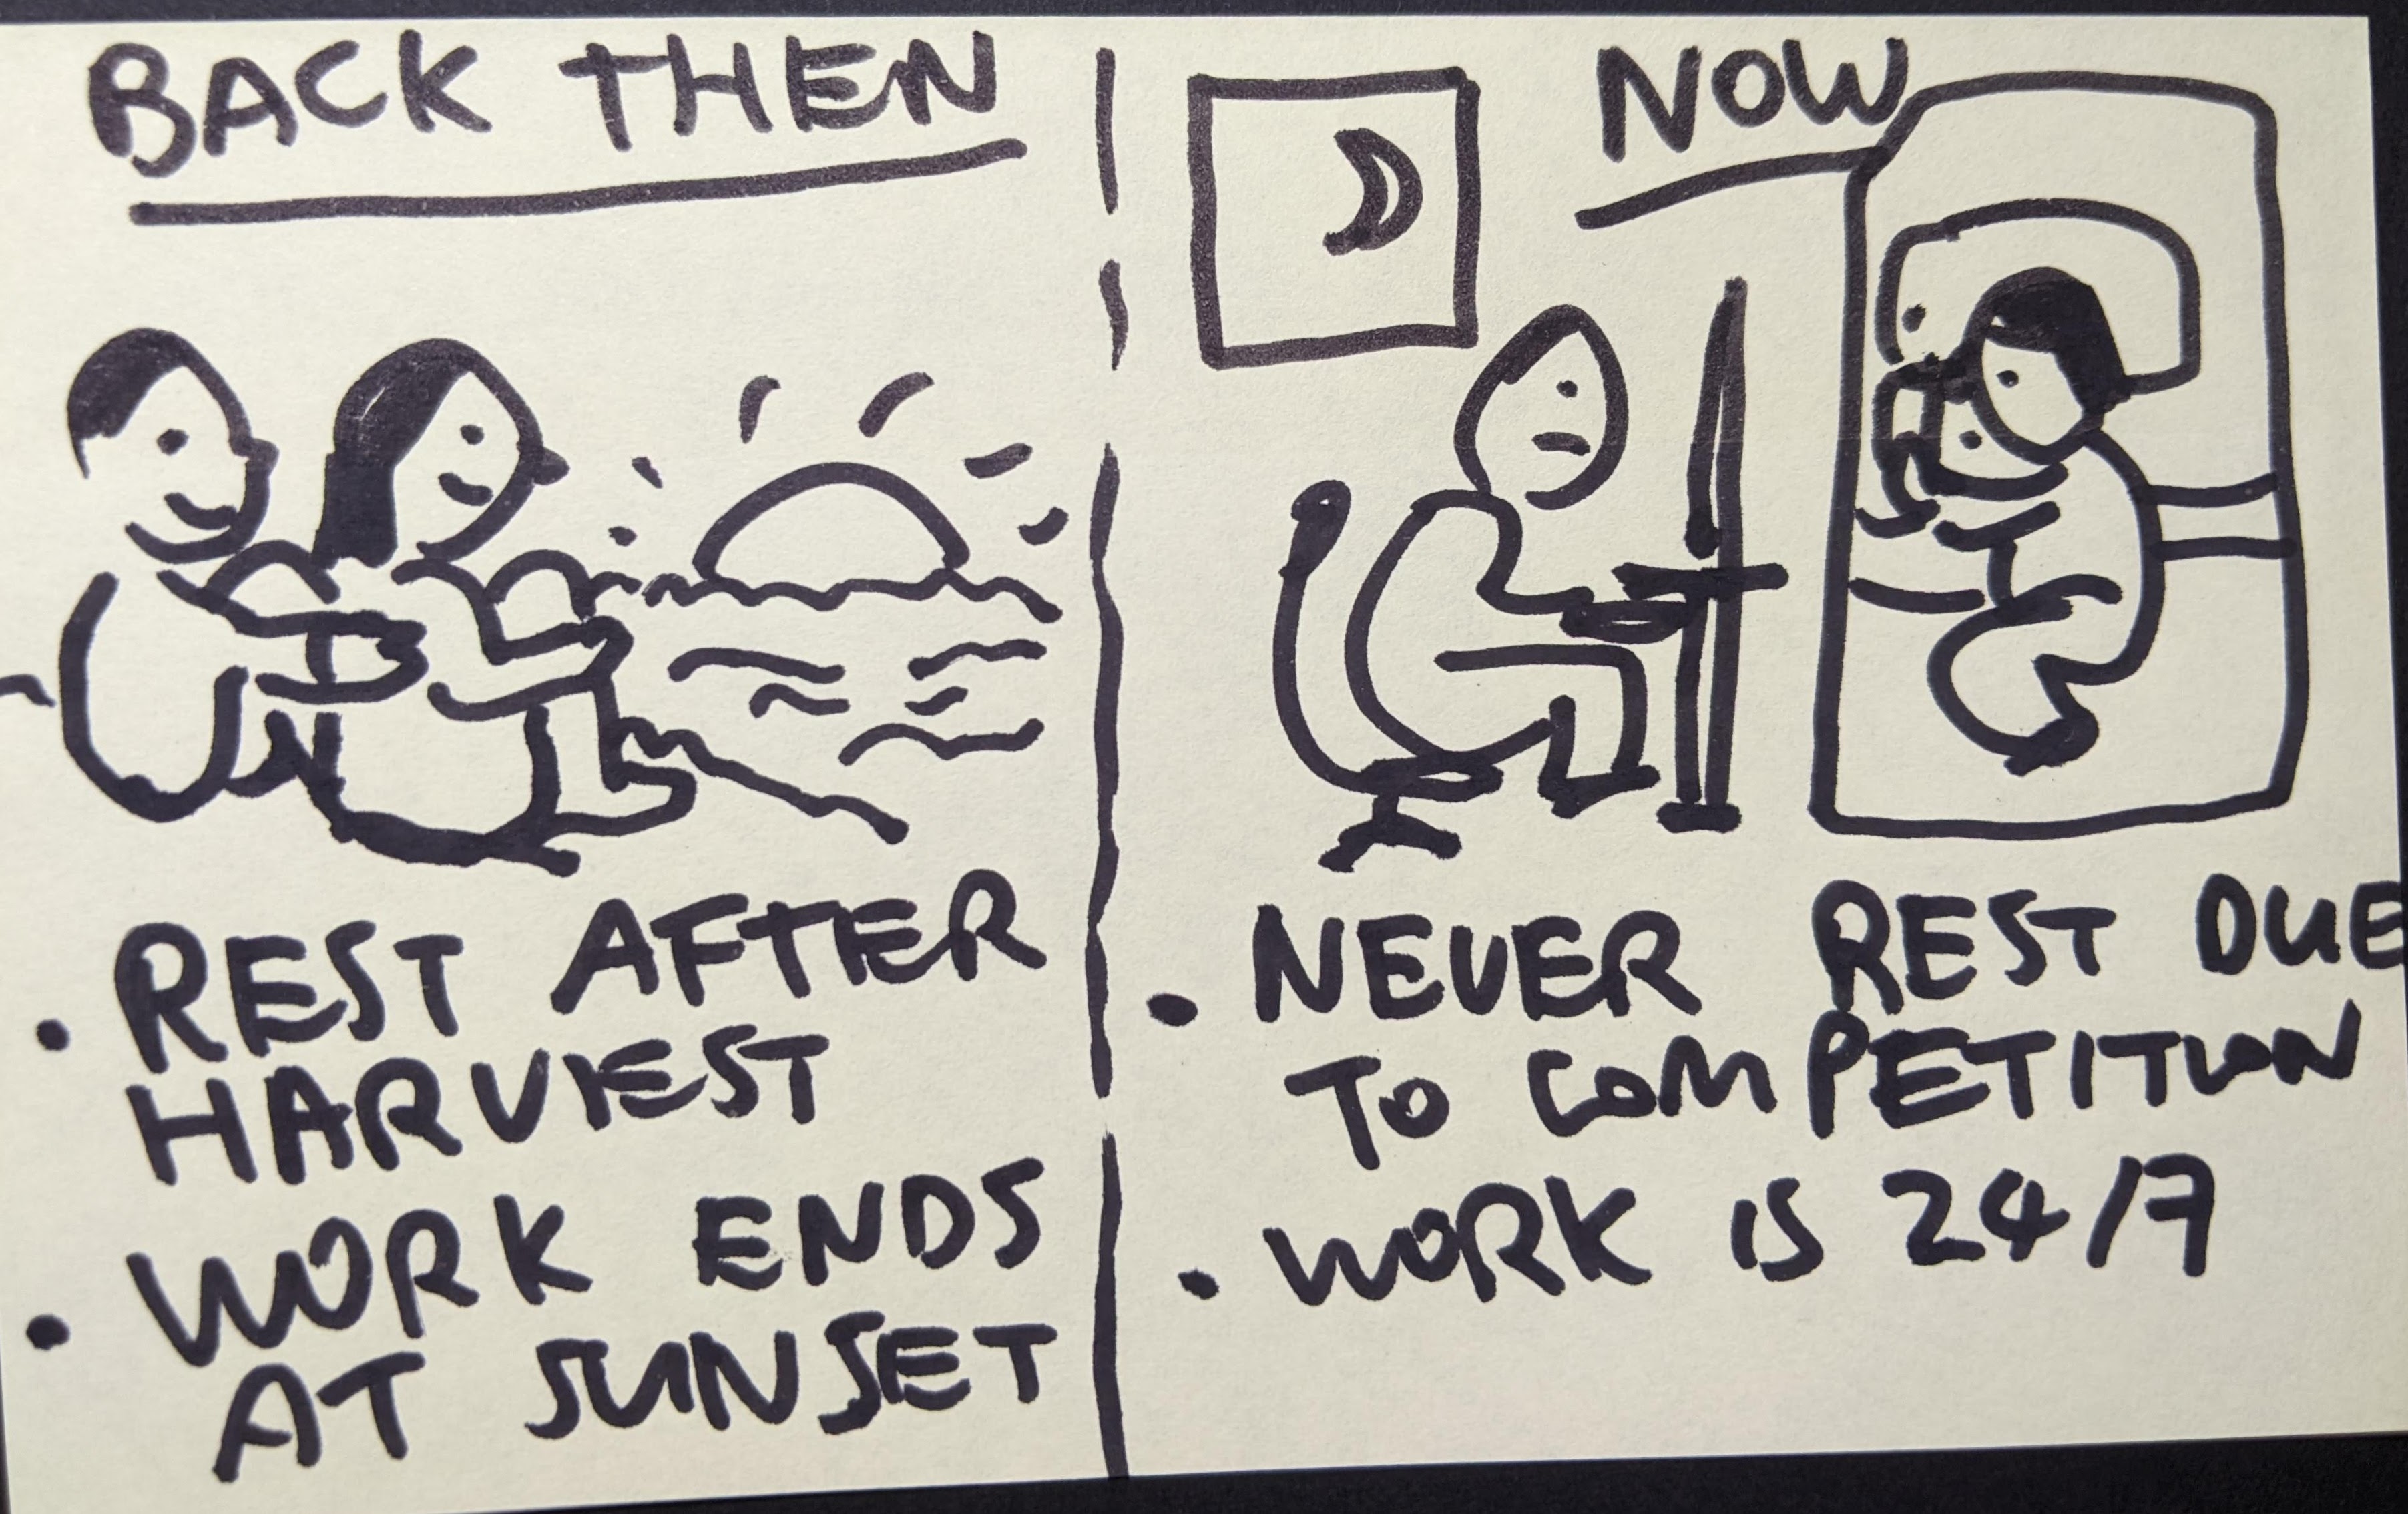 BACK THEN
• REST AFTER
HARVEST
• WORK ENDS
AT SUNSET
NOW
• NEVER REST DUE
TO COMPETITION
• WORK IS 24/7